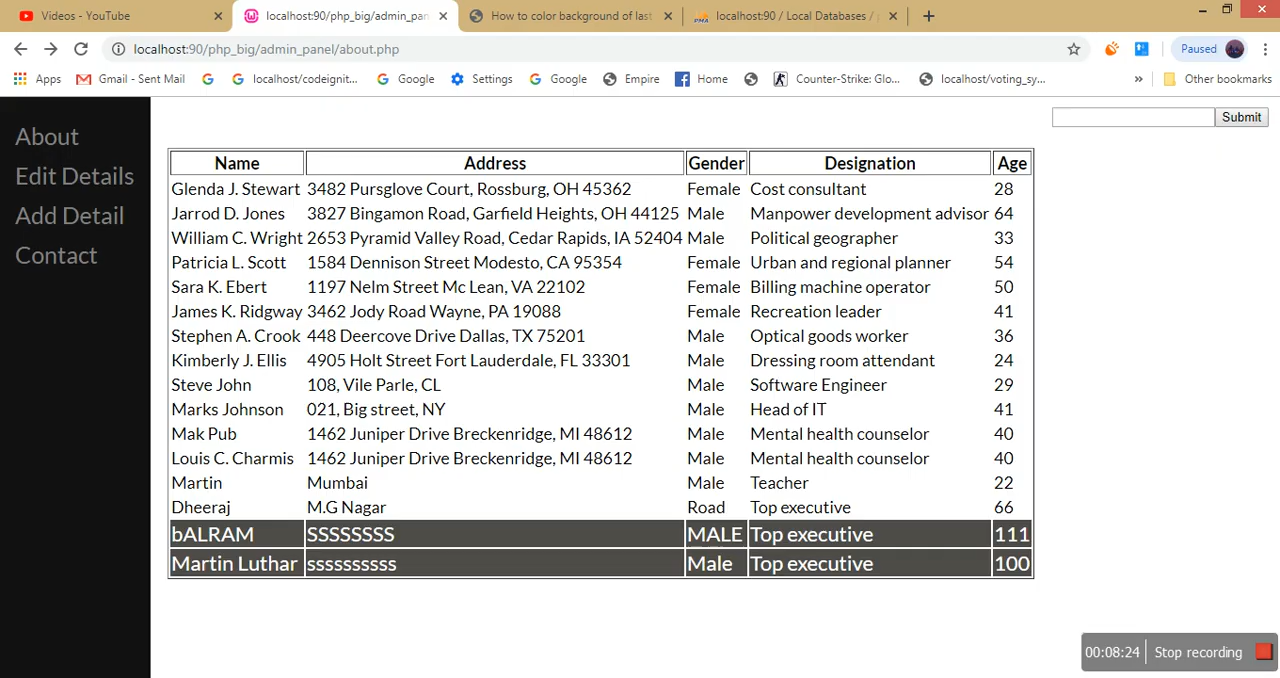 Videos - YouTube
localhost:90/php_big/admin_pan
How to color background of last
localhost:90 / Local Databases /
localhost:90/php_big/admin_panel/about.php
Paused
Apps Gmail - Sent Mail localhost/codeignit... Google Settings Google Empire Home Counter-Strike: Glo... localhost/voting_sy... » Other bookmarks
Submit
About
Edit Details
Add Detail
Contact
Name Address Gender Designation Age
Glenda J. Stewart 3482 Pursglove Court, Rossburg, OH 45362 Female Cost consultant 28
Jarrod D. Jones 3827 Bingamon Road, Garfield Heights, OH 44125 Male Manpower development advisor 64
William C. Wright 2653 Pyramid Valley Road, Cedar Rapids, IA 52404 Male Political geographer 33
Patricia L. Scott 1584 Dennison Street Modesto, CA 95354 Female Urban and regional planner 54
Sara K. Ebert 1197 Nelm Street Mc Lean, VA 22102 Female Billing machine operator 50
James K. Ridgway 3462 Jody Road Wayne, PA 19088 Female Recreation leader 41
Stephen A. Crook 448 Deercove Drive Dallas, TX 75201 Male Optical goods worker 36
Kimberly J. Ellis 4905 Holt Street Fort Lauderdale, FL 33301 Male Dressing room attendant 24
Steve John 108, Vile Parle, CL Male Software Engineer 29
Marks Johnson 021, Big street, NY Male Head of IT 41
Mak Pub 1462 Juniper Drive Breckenridge, MI 48612 Male Mental health counselor 40
Louis C. Charmis 1462 Juniper Drive Breckenridge, MI 48612 Male Mental health counselor 40
Martin Mumbai Male Teacher 22
Dheeraj M.G Nagar Road Top executive 66
bALRAM SSSSSSSS MALE Top executive 111
Martin Luthar ssssssssss Male Top executive 100
00:08:24 Stop recording